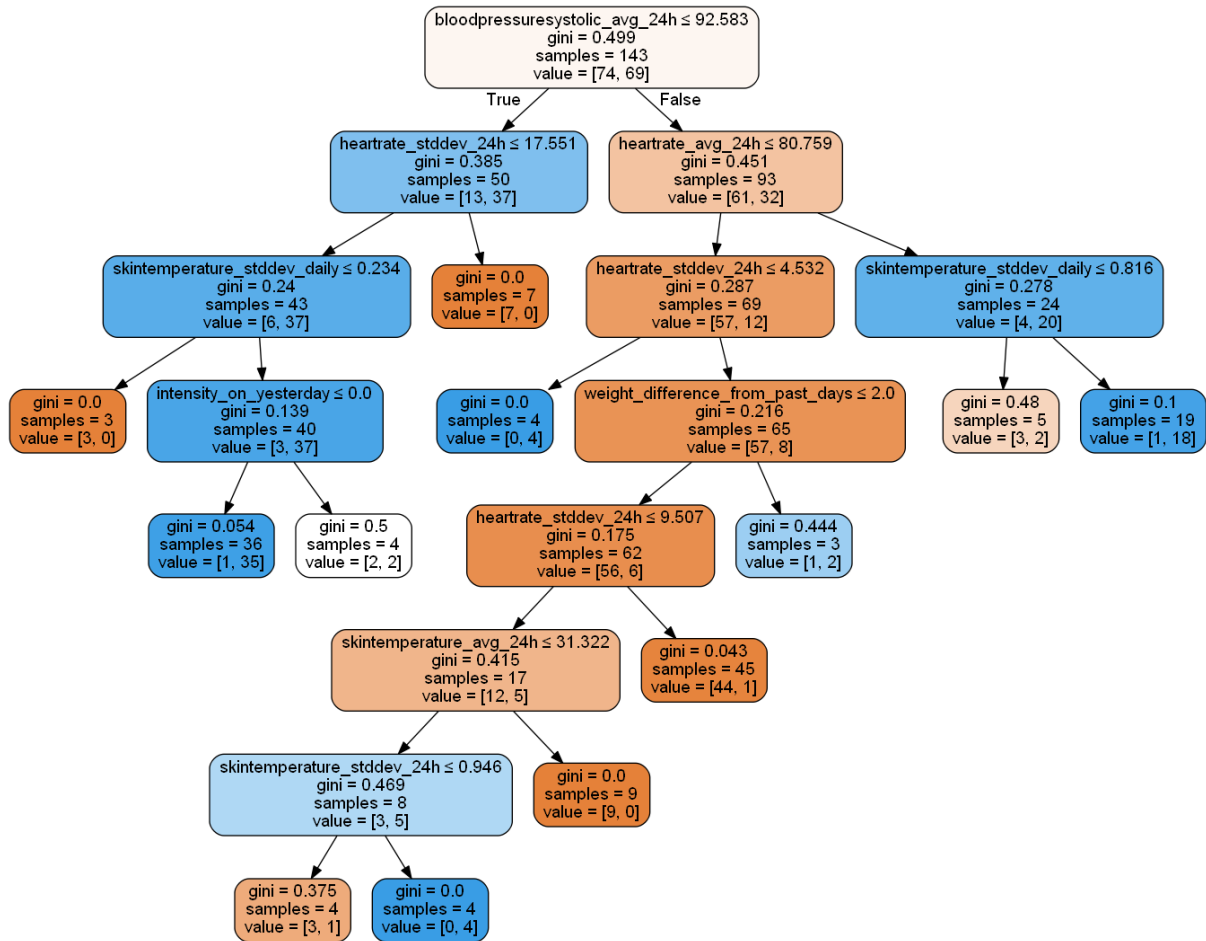 bloodpressuresystolic_avg_24h ≤ 92.583
gini = 0.499
samples = 143
value = [74, 69]
True
False
heartrate_stddev_24h ≤ 17.551
gini = 0.385
samples = 50
value = [13, 37]
heartrate_avg_24h ≤ 80.759
gini = 0.451
samples = 93
value = [61, 32]
skintemperature_stddev_daily ≤ 0.234
gini = 0.24
samples = 43
value = [6, 37]
gini = 0.0
samples = 7
value = [7, 0]
heartrate_stddev_24h ≤ 4.532
gini = 0.287
samples = 69
value = [57, 12]
skintemperature_stddev_daily ≤ 0.816
gini = 0.278
samples = 24
value = [4, 20]
gini = 0.0
samples = 3
value = [3, 0]
intensity_on_yesterday ≤ 0.0
gini = 0.139
samples = 40
value = [3, 37]
gini = 0.0
samples = 4
value = [0, 4]
weight_difference_from_past_days ≤ 2.0
gini = 0.216
samples = 65
value = [57, 8]
gini = 0.48
samples = 5
value = [3, 2]
gini = 0.1
samples = 19
value = [1, 18]
gini = 0.054
samples = 36
value = [1, 35]
gini = 0.5
samples = 4
value = [2, 2]
heartrate_stddev_24h ≤ 9.507
gini = 0.175
samples = 62
value = [56, 6]
gini = 0.444
samples = 3
value = [1, 2]
skintemperature_avg_24h ≤ 31.322
gini = 0.415
samples = 17
value = [12, 5]
gini = 0.043
samples = 45
value = [44, 1]
skintemperature_stddev_24h ≤ 0.946
gini = 0.469
samples = 8
value = [3, 5]
gini = 0.0
samples = 9
value = [9, 0]
gini = 0.375
samples = 4
value = [3, 1]
gini = 0.0
samples = 4
value = [0, 4]